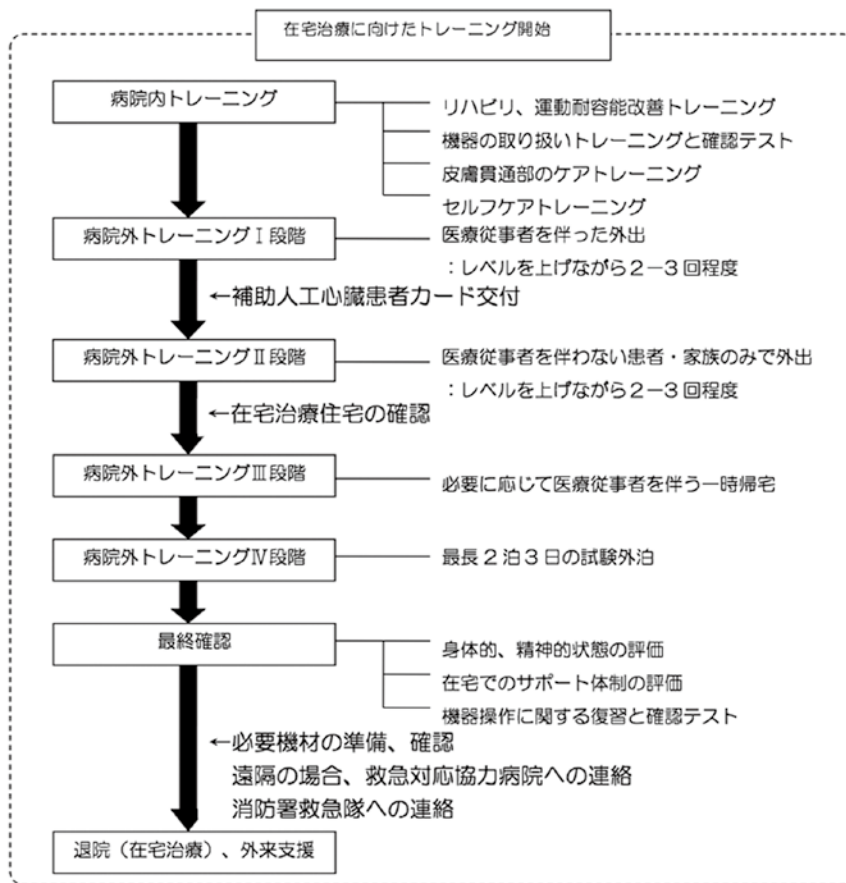 在宅治療に向けたトレーニング開始
病院内トレーニング
リハビリ、運動耐容能改善トレーニング
機器の取り扱いトレーニングと確認テスト
皮膚貫通部のケアトレーニング
セルフケアトレーニング
病院外トレーニングⅠ段階
医療従事者を伴った外出
：レベルを上げながら２－３回程度
←補助人工心臓患者カード交付
病院外トレーニングⅡ段階
医療従事者を伴わない患者・家族のみで外出
：レベルを上げながら２－３回程度
←在宅治療住宅の確認
病院外トレーニングⅢ段階
必要に応じて医療従事者を伴う一時帰宅
病院外トレーニングⅣ段階
最長２泊３日の試験外泊
最終確認
身体的、精神的状態の評価
在宅でのサポート体制の評価
機器操作に関する復習と確認テスト
←必要機材の準備、確認
遠隔の場合、救急対応協力病院への連絡
消防署救急隊への連絡
退院（在宅治療）、外来支援